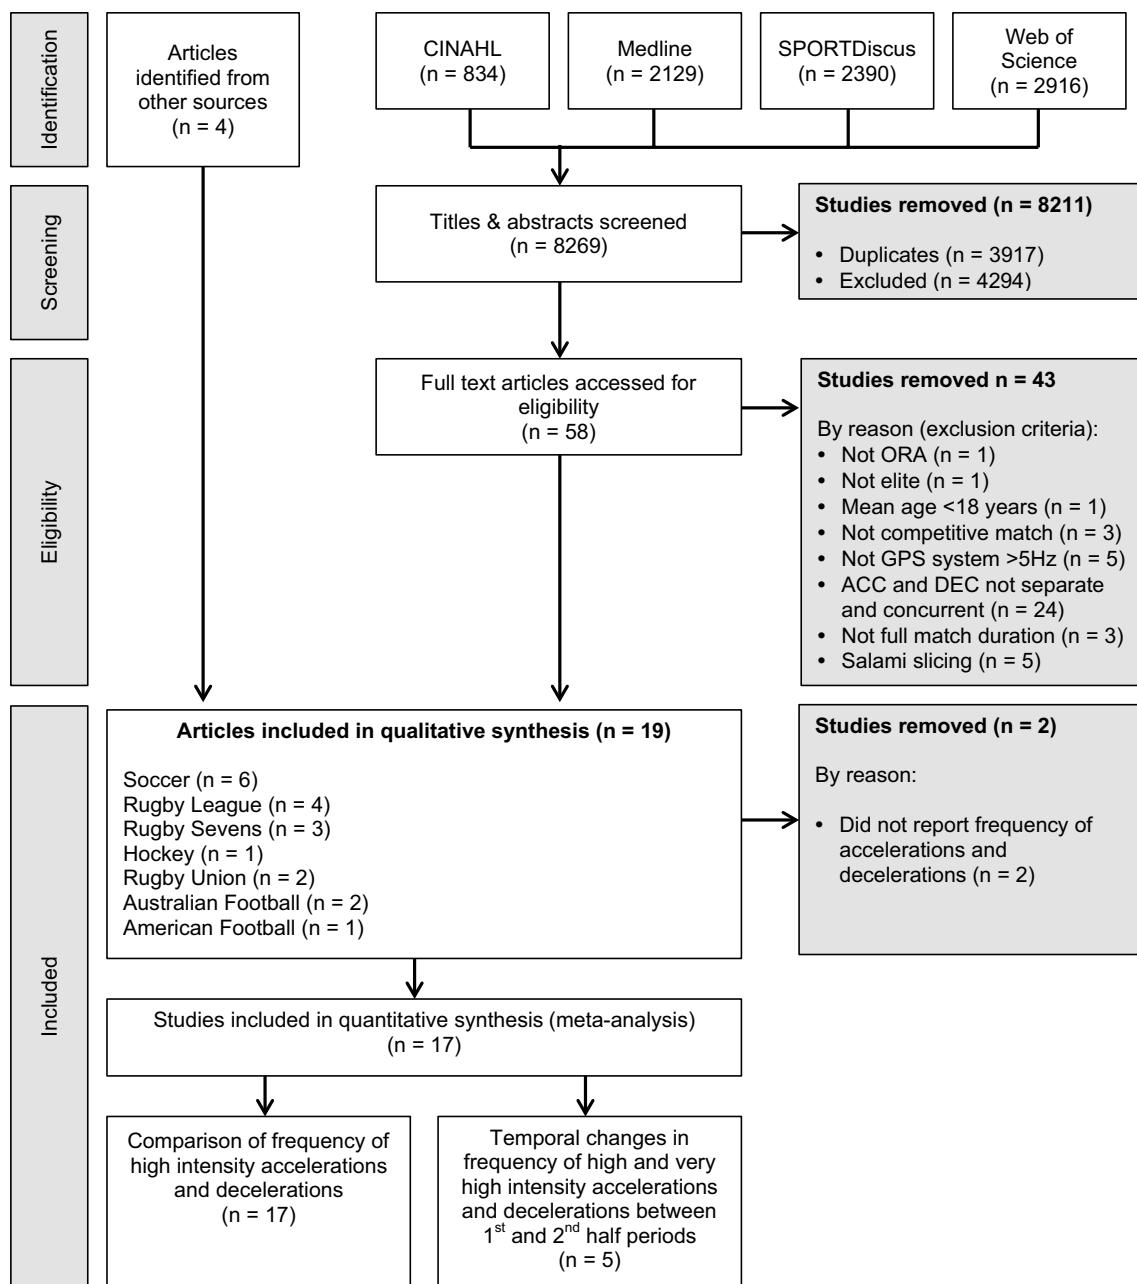 Identification
Articles
identified from
other sources
(n = 4)
CINAHL
(n = 834)
Medline
(n = 2129)
SPORTDiscus
(n = 2390)
Web of
Science
(n = 2916)
Screening
Titles & abstracts screened
(n = 8269)
Studies removed (n = 8211)
• Duplicates (n = 3917)
• Excluded (n = 4294)
Eligibility
Full text articles accessed for
eligibility
(n = 58)
Studies removed n = 43
By reason (exclusion criteria):
• Not ORA (n = 1)
• Not elite (n = 1)
• Mean age <18 years (n = 1)
• Not competitive match (n = 3)
• Not GPS system >5Hz (n = 5)
• ACC and DEC not separate
and concurrent (n = 24)
• Not full match duration (n = 3)
• Salami slicing (n = 5)
Included
Articles included in qualitative synthesis (n = 19)
Soccer (n = 6)
Rugby League (n = 4)
Rugby Sevens (n = 3)
Hockey (n = 1)
Rugby Union (n = 2)
Australian Football (n = 2)
American Football (n = 1)
Studies removed (n = 2)
By reason:
• Did not report frequency of
accelerations and
decelerations (n = 2)
Studies included in quantitative synthesis (meta-analysis)
(n = 17)
Comparison of frequency of
high intensity accelerations
and decelerations
(n = 17)
Temporal changes in
frequency of high and very
high intensity accelerations
and decelerations between
1st and 2nd half periods
(n = 5)